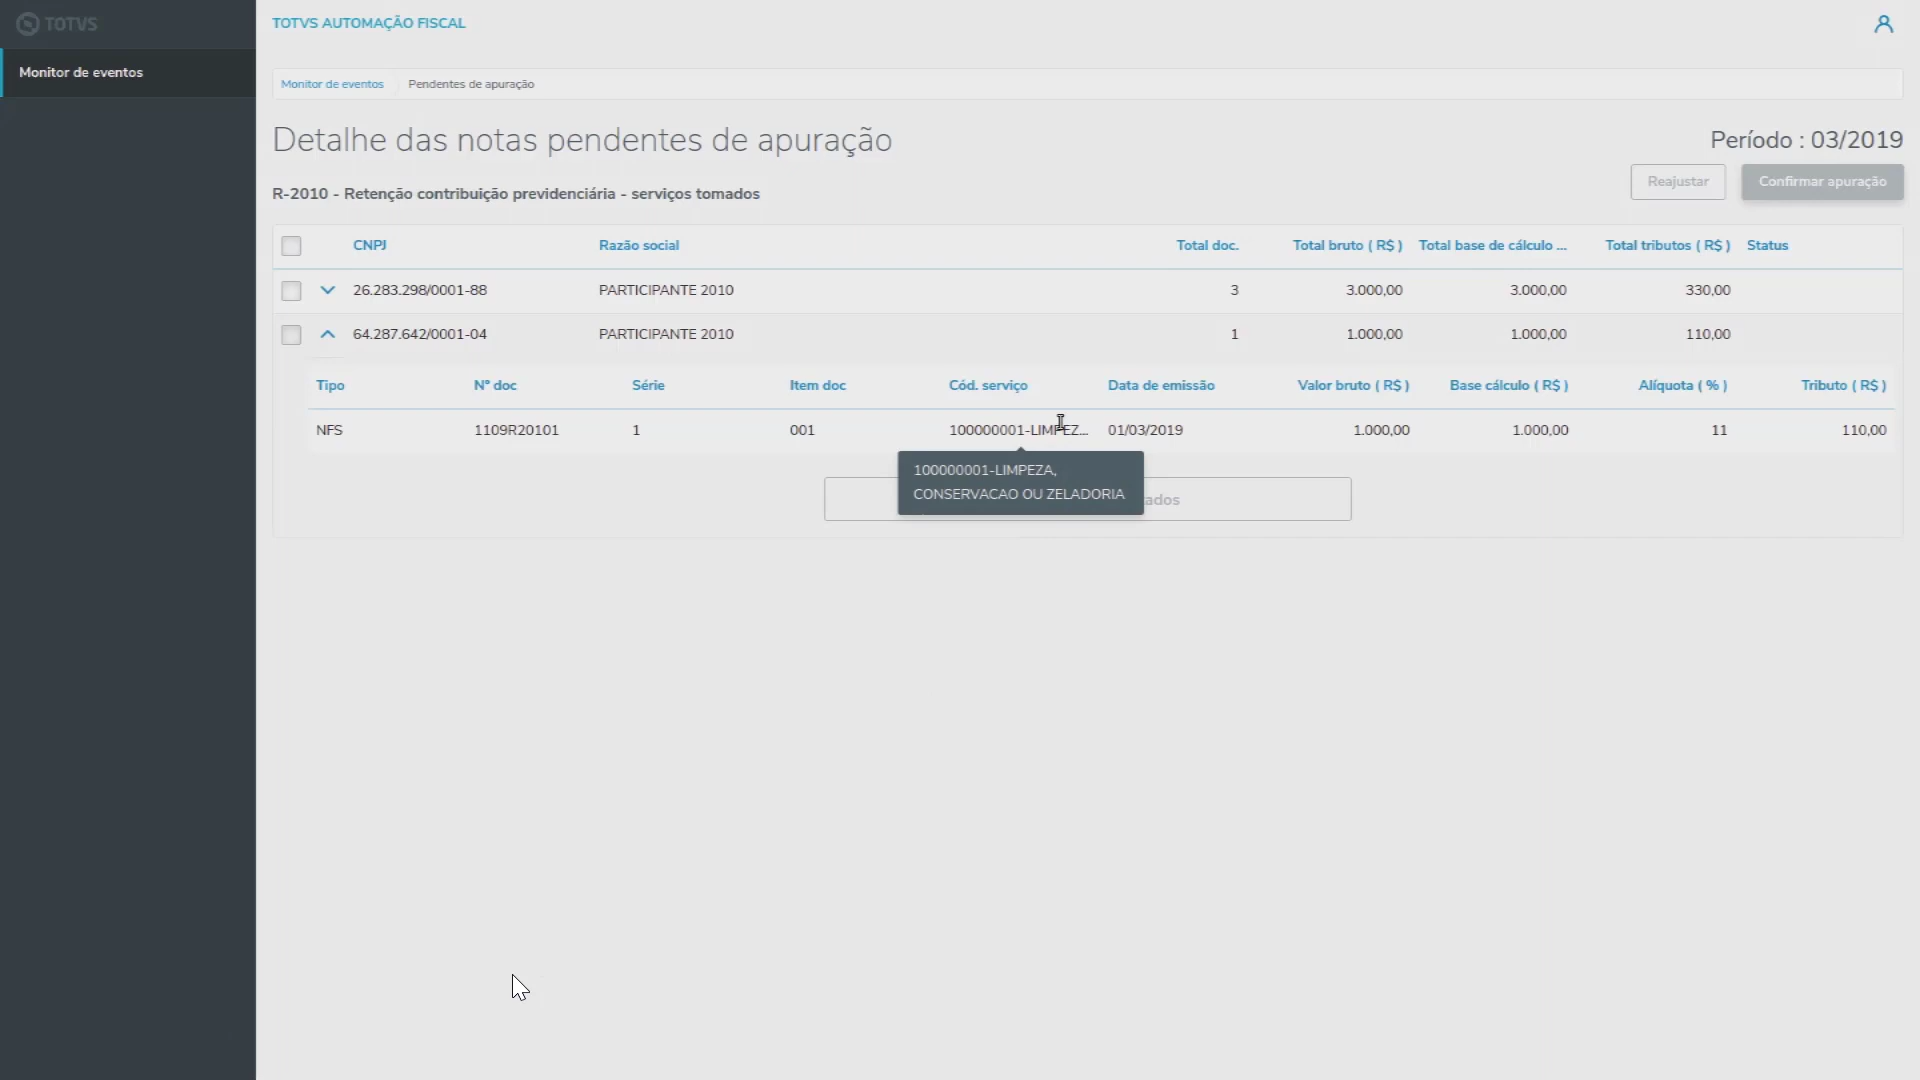 TOTVS
TOTVS AUTOMAÇÃO FISCAL
Monitor de eventos
Monitor de eventos Pendentes de apuração
Detalhe das notas pendentes de apuração
Período : 03/2019
R-2010 - Retenção contribuição previdenciária - serviços tomados
Reajustar Confirmar apuração
CNPJ Razão social Total doc. Total bruto ( R$ ) Total base de cálculo ... Total tributos ( R$ ) Status
26.283.298/0001-88 PARTICIPANTE 2010 3 3.000,00 3.000,00 330,00
64.287.642/0001-04 PARTICIPANTE 2010 1 1.000,00 1.000,00 110,00
Tipo Nº doc Série Item doc Cód. serviço Data de emissão Valor bruto ( R$ ) Base cálculo ( R$ ) Alíquota ( % ) Tributo ( R$ )
NFS 1109R20101 1 001 100000001-LIMPEZ... 01/03/2019 1.000,00 1.000,00 11 110,00
100000001-LIMPEZA,
CONSERVACAO OU ZELADORIA